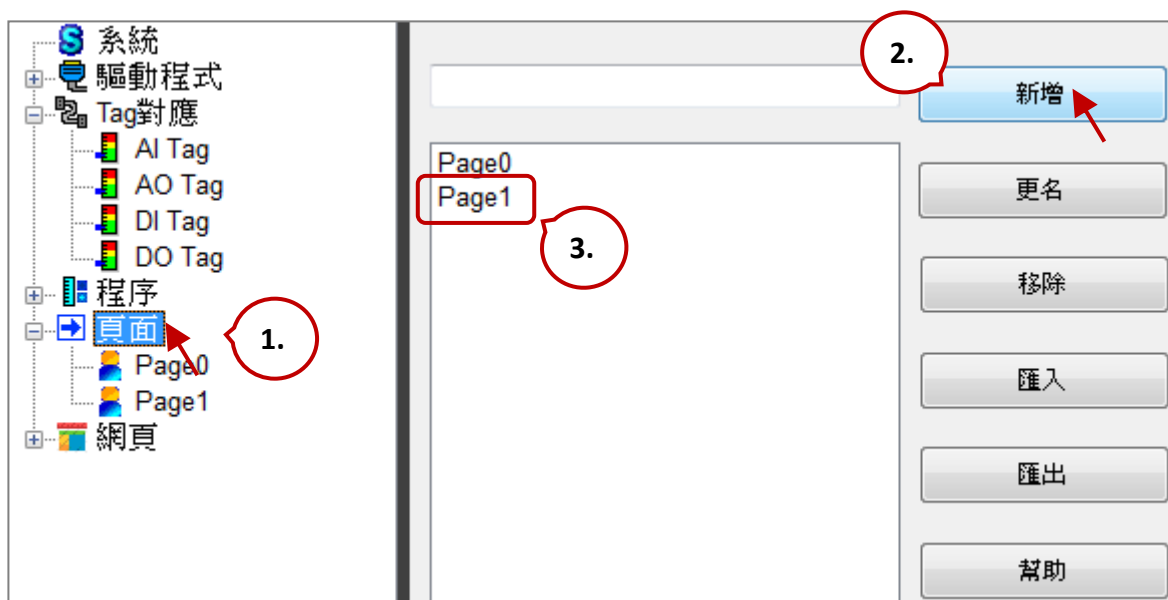 系統
驅動程式
Tag對應
AI Tag
AO Tag
DI Tag
DO Tag
程序
頁面
Page0
Page1
網頁
1.
2.
新增
Page0
Page1
3.
更名
移除
匯入
匯出
幫助